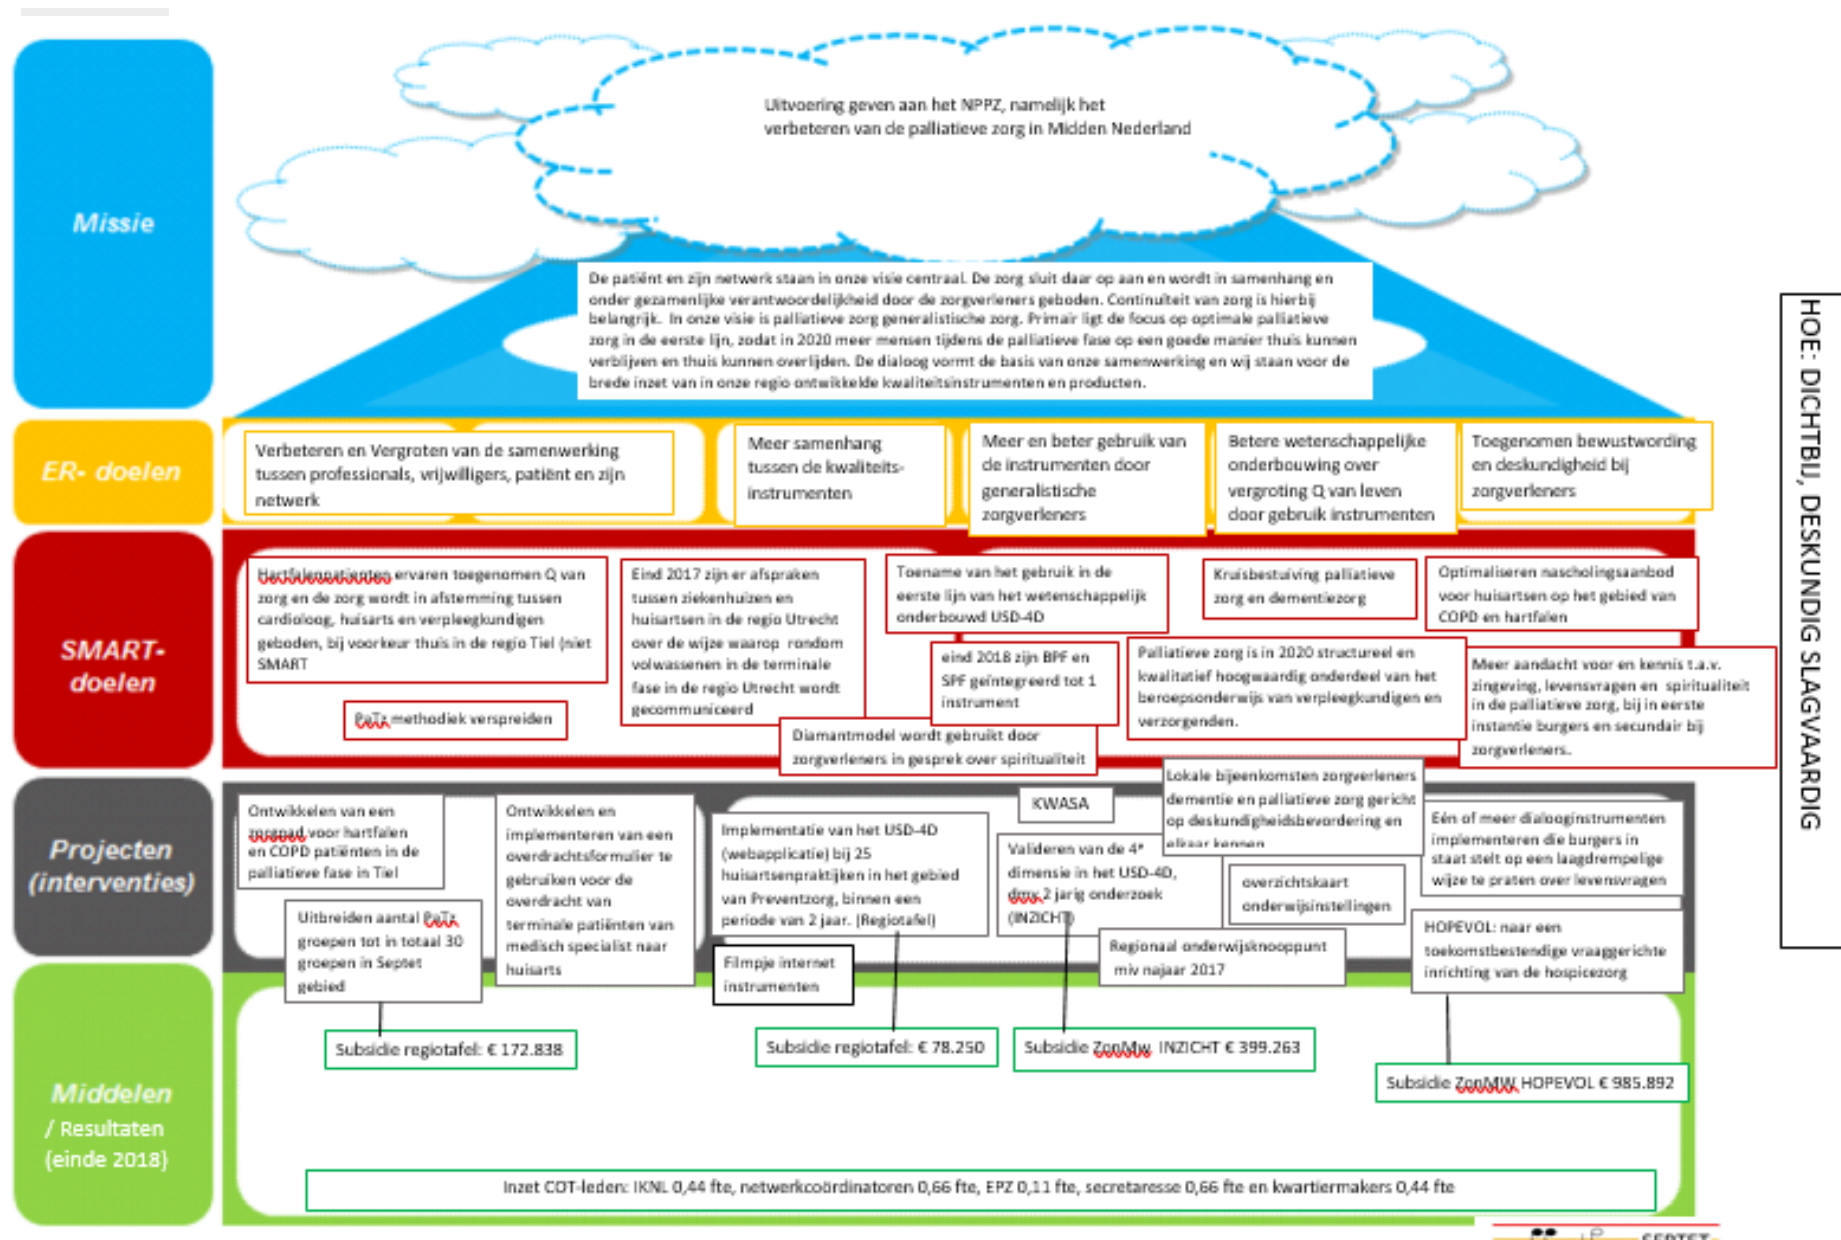 Missie
Uitvoering geven aan het NPPZ, namelijk het
verbeteren van de palliatieve zorg in Midden Nederland
De patiënt en zijn netwerk staan in onze visie centraal. De zorg sluit daar op aan en wordt in samenhang en
onder gezamenlijke verantwoordelijkheid door de zorgverleners geboden. Continuïteit van zorg is hierbij
belangrijk. In onze visie is palliatieve zorg generalistische zorg. Primair ligt de focus op optimale palliatieve
zorg in de eerste lijn, zodat in 2020 meer mensen tijdens de palliatieve fase op een goede manier thuis kunnen
verblijven en thuis kunnen overlijden. De dialoog vormt de basis van onze samenwerking en wij staan voor de
brede inzet van in onze regio ontwikkelde kwaliteitsinstrumenten en producten.
HOE: DICHTBIJ, DESKUNDIG SLAGVAARDIG
ER- doelen
Verbeteren en Vergroten van de samenwerking
tussen professionals, vrijwilligers, patiënt en zijn
netwerk
Meer samenhang
tussen de kwaliteits-
instrumenten
Meer en beter gebruik van
de instrumenten door
generalistische
zorgverleners
Betere wetenschappelijke
onderbouwing over
vergroting Q van leven
door gebruik instrumenten
Toegenomen bewustwording
en deskundigheid bij
zorgverleners
SMART-
doelen
Hartfalenpatienten ervaren toegenomen Q van
zorg en de zorg wordt in afstemming tussen
cardioloog, huisarts en verpleegkundigen
geboden, bij voorkeur thuis in de regio Tiel (niet
SMART
PaTz methodiek verspreiden
Eind 2017 zijn er afspraken
tussen ziekenhuizen en
huisartsen in de regio Utrecht
over de wijze waarop rondom
volwassenen in de terminale
fase in de regio Utrecht wordt
gecommuniceerd
Toename van het gebruik in de
eerste lijn van het wetenschappelijk
onderbouwd USD-4D
eind 2018 zijn BPF en
SPF geïntegreerd tot 1
instrument
Diamantmodel wordt gebruikt door
zorgverleners in gesprek over spiritualiteit
Kruisbestuiving palliatieve
zorg en dementiezorg
Palliatieve zorg is in 2020 structureel en
kwalitatief hoogwaardig onderdeel van het
beroepsonderwijs van verpleegkundigen en
verzorgenden.
Optimaliseren nascholingsaanbod
voor huisartsen op het gebied van
COPD en hartfalen
Meer aandacht voor en kennis t.a.v.
zingeving, levensvragen en spiritualiteit
in de palliatieve zorg, bij in eerste
instantie burgers en secundair bij
zorgverleners.
Projecten
(interventies)
Ontwikkelen van een
zorgpad voor hartfalen
en COPD patiënten in de
palliatieve fase in Tiel
Uitbreiden aantal PaTz
groepen tot in totaal 30
groepen in Septet
gebied
Ontwikkelen en
implementeren van een
overdrachtsformulier te
gebruiken voor de
overdracht van
terminale patiënten van
medisch specialist naar
huisarts
Implementatie van het USD-4D
(webapplicatie) bij 25
huisartsenpraktijken in het gebied
van Preventzorg, binnen een
periode van 2 jaar. (Regiotafel)
Filmpje internet
instrumenten
KWASA
Valideren van de 4e
dimensie in het USD-4D,
dmv 2 jarig onderzoek
(INZICHT)
Lokale bijeenkomsten zorgverleners
dementie en palliatieve zorg gericht
op deskundigheidsbevordering en
elkaar kennen
overzichtskaart
onderwijsinstellingen
Regionaal onderwijsknooppunt
miv najaar 2017
Eén of meer dialooginstrumenten
implementeren die burgers in
staat stelt op een laagdrempelige
wijze te praten over levensvragen
HOPEVOL: naar een
toekomstbestendige vraaggerichte
inrichting van de hospicezorg
Middelen
/ Resultaten
(einde 2018)
Subsidie regiotafel: € 172.838
Subsidie regiotafel: € 78.250
Subsidie ZonMw INZICHT € 399.263
Subsidie ZonMW HOPEVOL € 985.892
Inzet COT-leden: IKNL 0,44 fte, netwerkcoördinatoren 0,66 fte, EPZ 0,11 fte, secretaresse 0,66 fte en kwartiermakers 0,44 fte
SEPTET